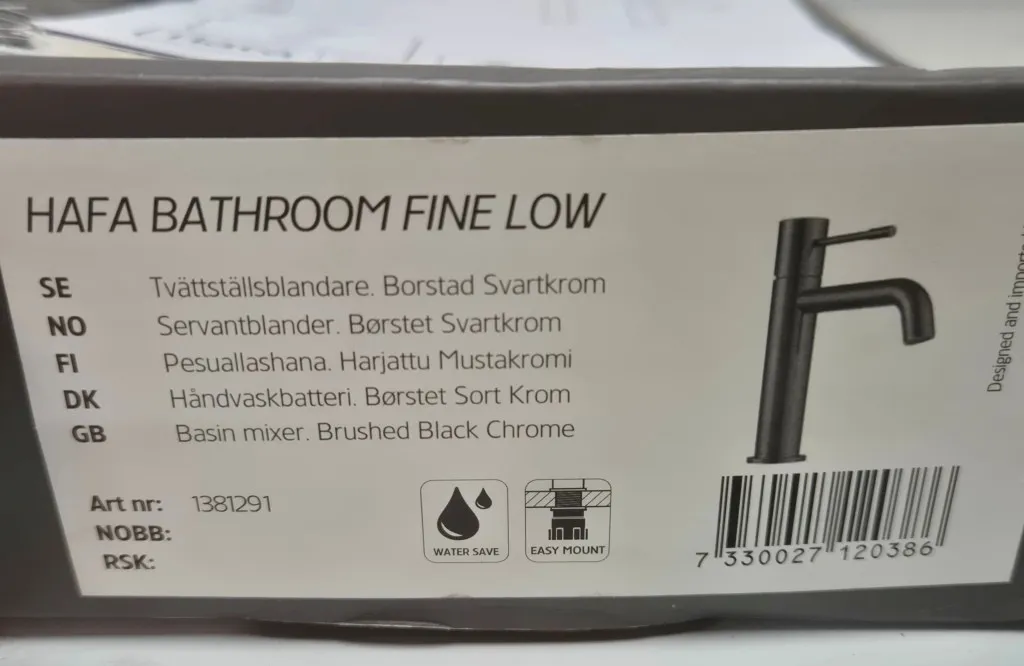 HAFA BATHROOM FINE LOW
SE Tvättställsblandare. Borstad Svartkrom
NO Servantblander. Børstet Svartkrom
FI Pesuallashana. Harjattu Mustakromi
DK Håndvaskbatteri. Børstet Sort Krom
GB Basin mixer. Brushed Black Chrome
Art nr: 1381291
NOBB:
RSK:
WATER SAVE
EASY MOUNT
7 330027 120386
Designed and importe